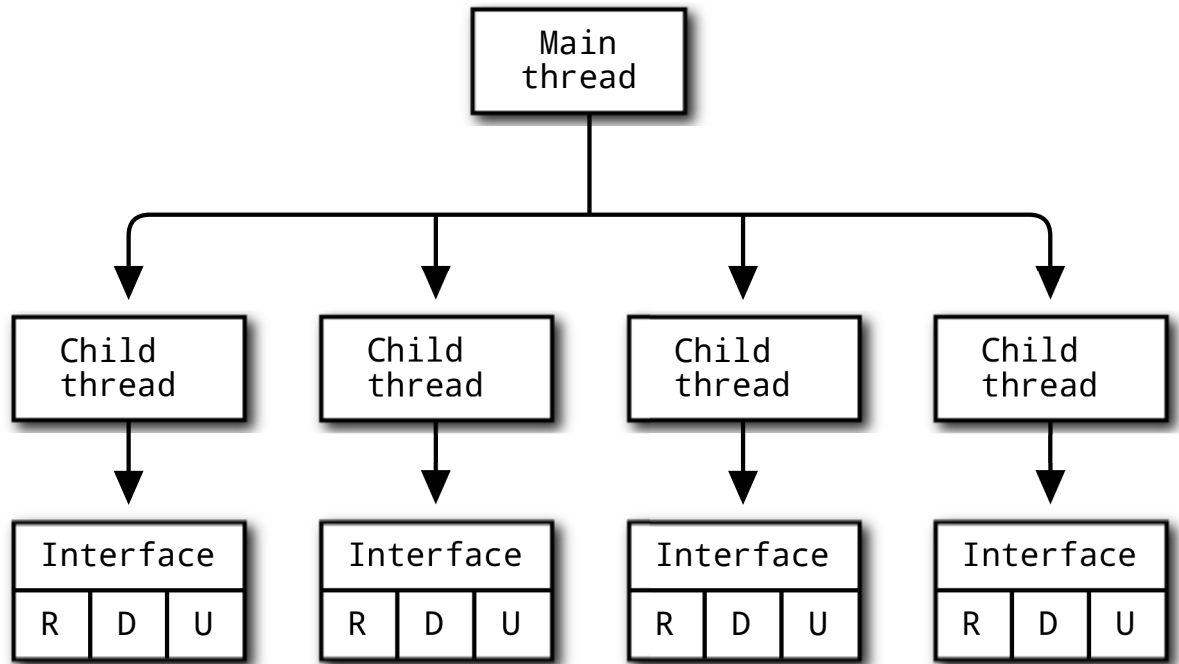 Main
thread
Child
thread
Child
thread
Child
thread
Child
thread
Interface
R D U
Interface
R D U
Interface
R D U
Interface
R D U